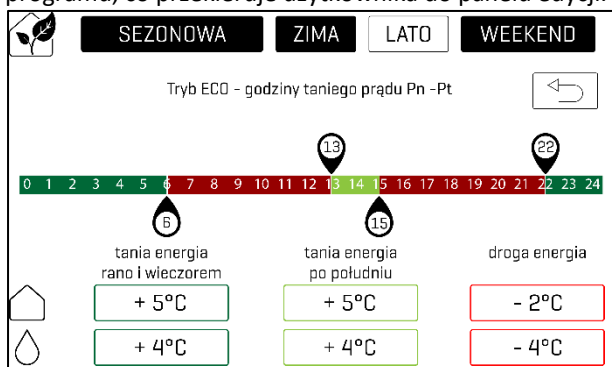 programu, co przekieruje użytkownika do panelu edycji.
SEZONOWA ZIMA LATO WEEKEND
Tryb ECO - godziny taniego prądu Pn -Pt
13 22
0 1 2 3 4 5 6 7 8 9 10 11 12 13 14 15 16 17 18 19 20 21 22 23 24
6 15
tania energia tania energia droga energia
rano i wieczorem po południu
+ 5°C + 5°C - 2°C
+ 4°C + 4°C - 4°C